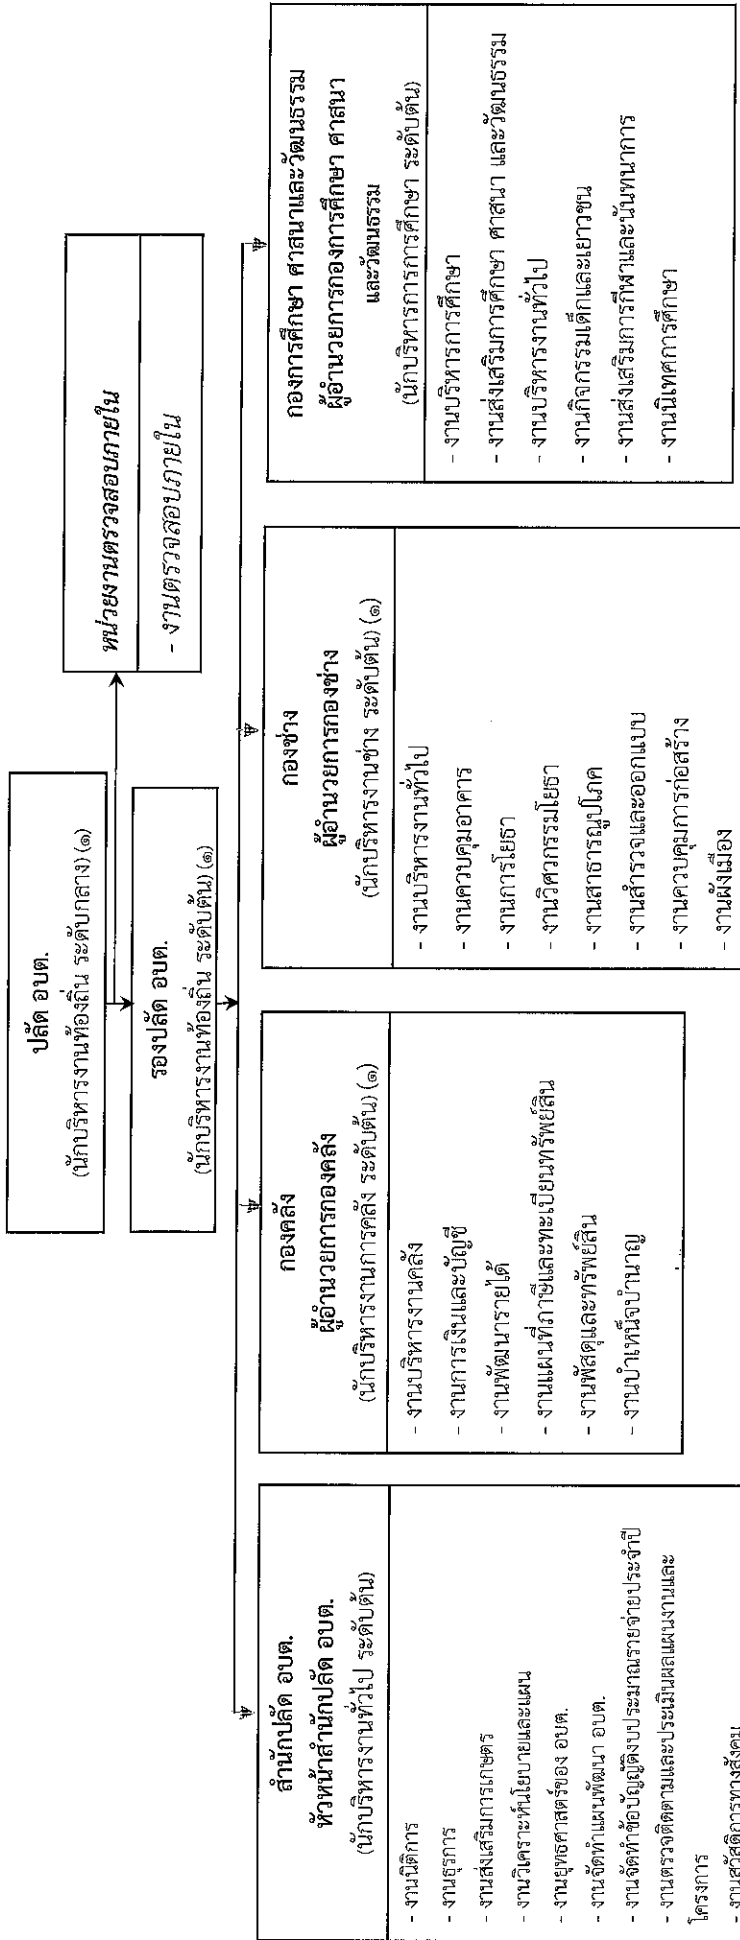 ปลัด อบต.
(นักบริหารงานท้องถิ่น ระดับกลาง) (๑)
รองปลัด อบต.
(นักบริหารงานท้องถิ่น ระดับต้น) (๑)
หน่วยงานตรวจสอบภายใน
- งานตรวจสอบภายใน
สำนักปลัด อบต.
หัวหน้าสำนักปลัด อบต.
(นักบริหารงานทั่วไป ระดับต้น)
- งานนิติการ
- งานธุรการ
- งานส่งเสริมการเกษตร
- งานวิเคราะห์นโยบายและแผน
- งานยุทธศาสตร์ของ อบต.
- งานจัดทำแผนพัฒนา อบต.
- งานจัดทำข้อบัญญัติงบประมาณรายจ่ายประจำปี
- งานตรวจติดตามและประเมินผลแผนงานและ
โครงการ
- งานสวัสดิการทางสังคม
กองคลัง
ผู้อำนวยการกองคลัง
(นักบริหารงานการคลัง ระดับต้น) (๑)
- งานบริหารงานคลัง
- งานการเงินและบัญชี
- งานพัฒนารายได้
- งานแผนที่ภาษีและทะเบียนทรัพย์สิน
- งานพัสดุและทรัพย์สิน
- งานบำเหน็จบำนาญ
กองช่าง
ผู้อำนวยการกองช่าง
(นักบริหารงานช่าง ระดับต้น) (๑)
- งานบริหารงานทั่วไป
- งานควบคุมอาคาร
- งานการโยธา
- งานวิศวกรรมโยธา
- งานสาธารณูปโภค
- งานสำรวจและออกแบบ
- งานควบคุมการก่อสร้าง
- งานผังเมือง
กองการศึกษา ศาสนาและวัฒนธรรม
ผู้อำนวยการกองการศึกษา ศาสนา
และวัฒนธรรม
(นักบริหารการการศึกษา ระดับต้น)
- งานบริหารการศึกษา
- งานส่งเสริมการศึกษา ศาสนา และวัฒนธรรม
- งานบริหารงานทั่วไป
- งานกิจกรรมเด็กและเยาวชน
- งานส่งเสริมการกีฬาและนันทนาการ
- งานนิเทศการศึกษา